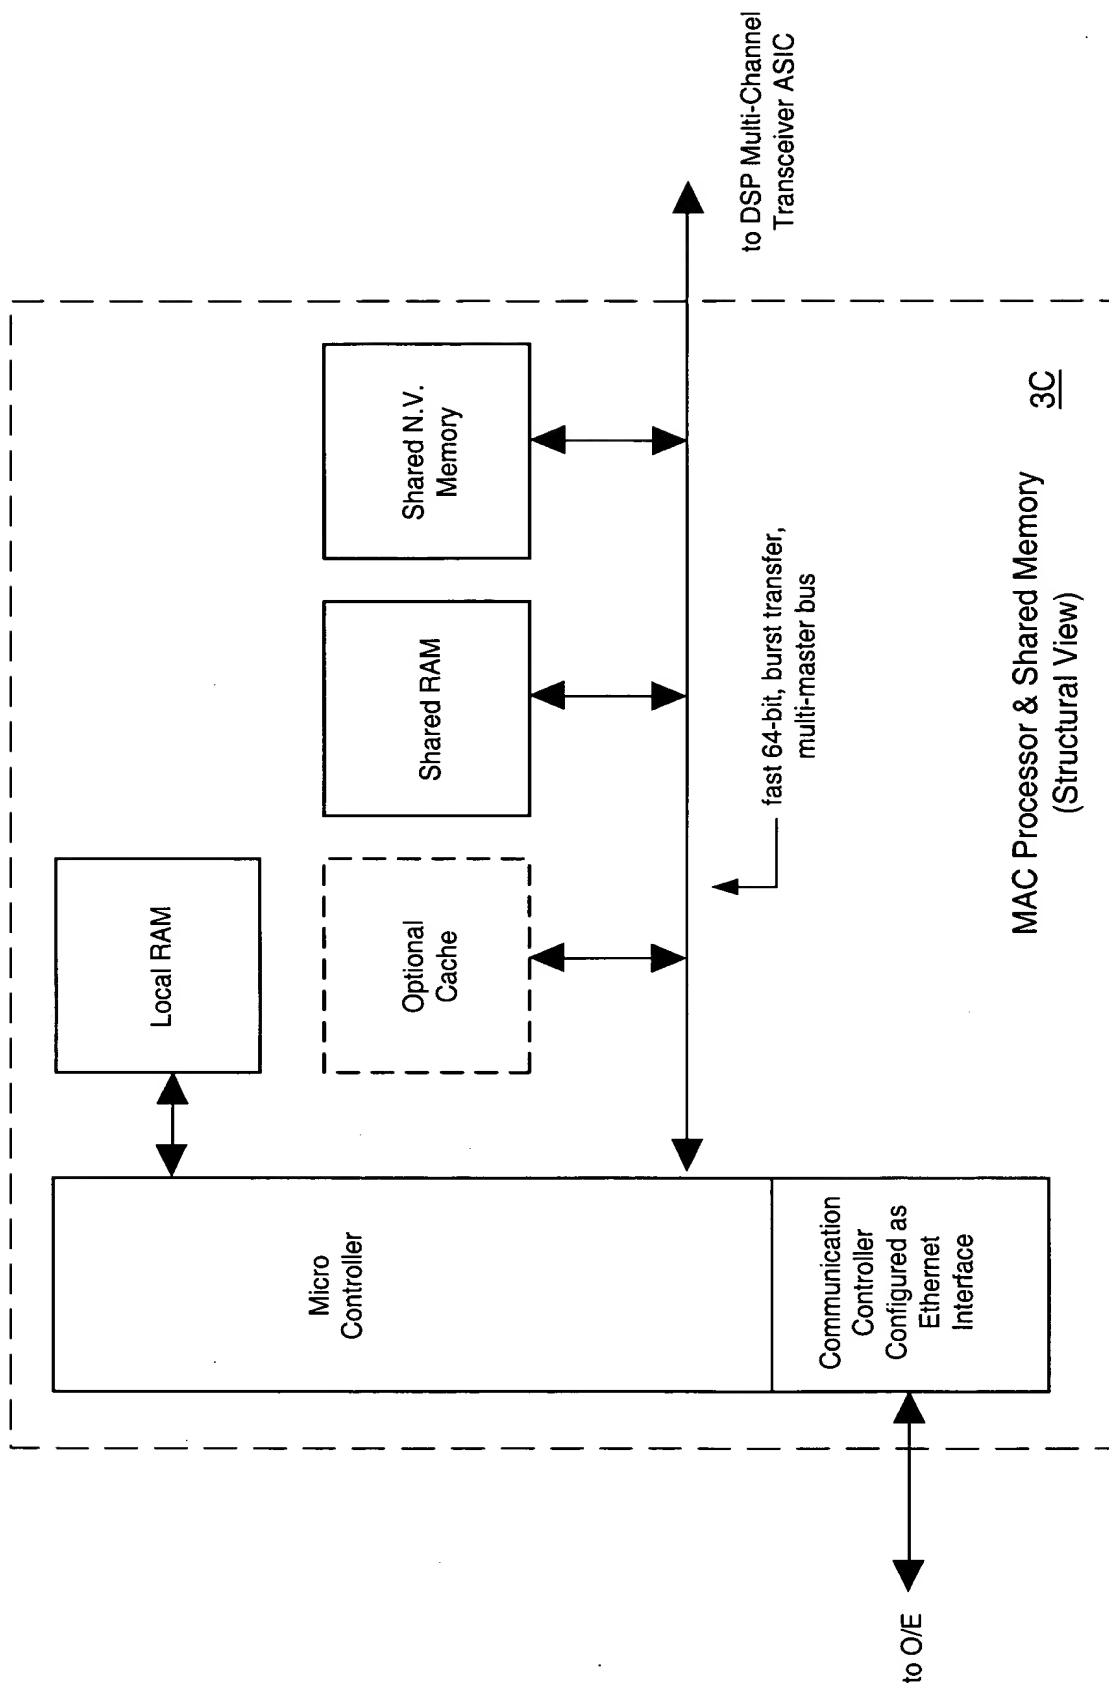 Local RAM
Micro
Controller
Optional
Cache
Shared RAM
Shared N.V.
Memory
to DSP Multi-Channel
Transceiver ASIC
fast 64-bit, burst transfer,
multi-master bus
Communication
Controller
Configured as
Ethernet
Interface
to O/E
MAC Processor & Shared Memory
(Structural View)
3C